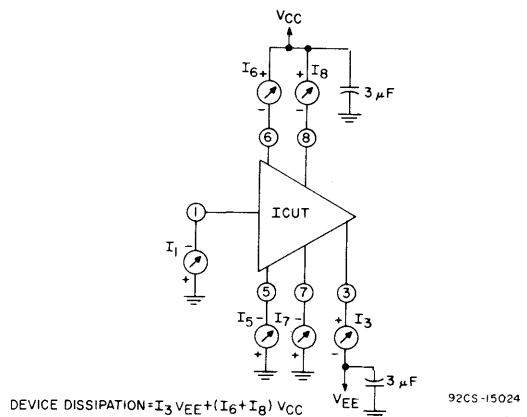 VCC
I6 + + I8
3 µF
- -
6 8
ICUT
1
I1 -
+
5 7 3
I5 - I7 - + I3
+ + -
3 µF
VEE
DEVICE DISSIPATION=I3 VEE+(I6+I8) VCC
92CS-15024